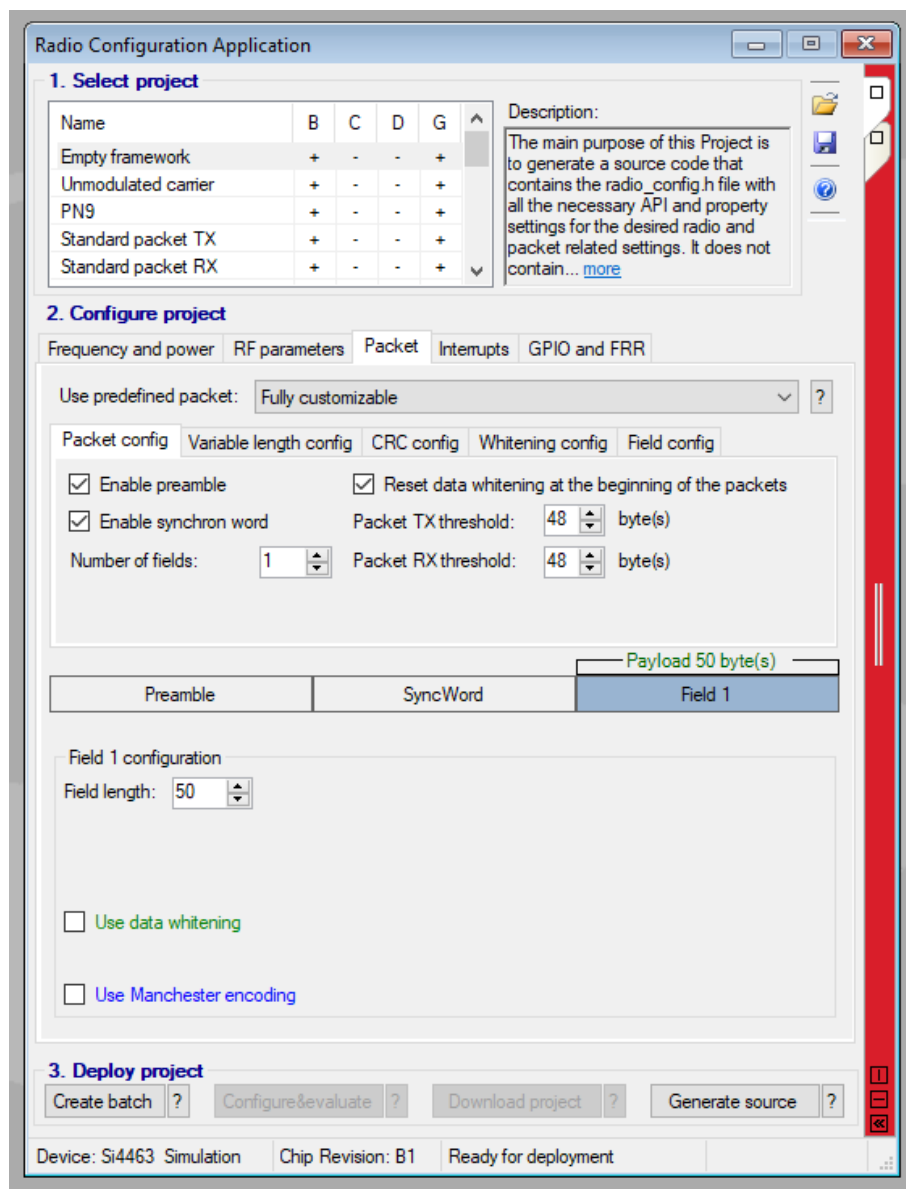 Radio Configuration Application
1. Select project
Name B C D G
Empty framework + - - +
Unmodulated carrier + - - +
PN9 + - - +
Standard packet TX + - - +
Standard packet RX + - - +
Description:
The main purpose of this Project is
to generate a source code that
contains the radio_config.h file with
all the necessary API and property
settings for the desired radio and
packet related settings. It does not
contain... more
2. Configure project
Frequency and power RF parameters Packet Interrupts GPIO and FRR
Use predefined packet: Fully customizable ?
Packet config Variable length config CRC config Whitening config Field config
Enable preamble Reset data whitening at the beginning of the packets
Enable synchron word Packet TX threshold: 48 byte(s)
Number of fields: 1 Packet RX threshold: 48 byte(s)
Payload 50 byte(s)
Preamble SyncWord Field 1
Field 1 configuration
Field length: 50
Use data whitening
Use Manchester encoding
3. Deploy project
Create batch ? Configure&evaluate ? Download project ? Generate source ?
Device: Si4463 Simulation Chip Revision: B1 Ready for deployment